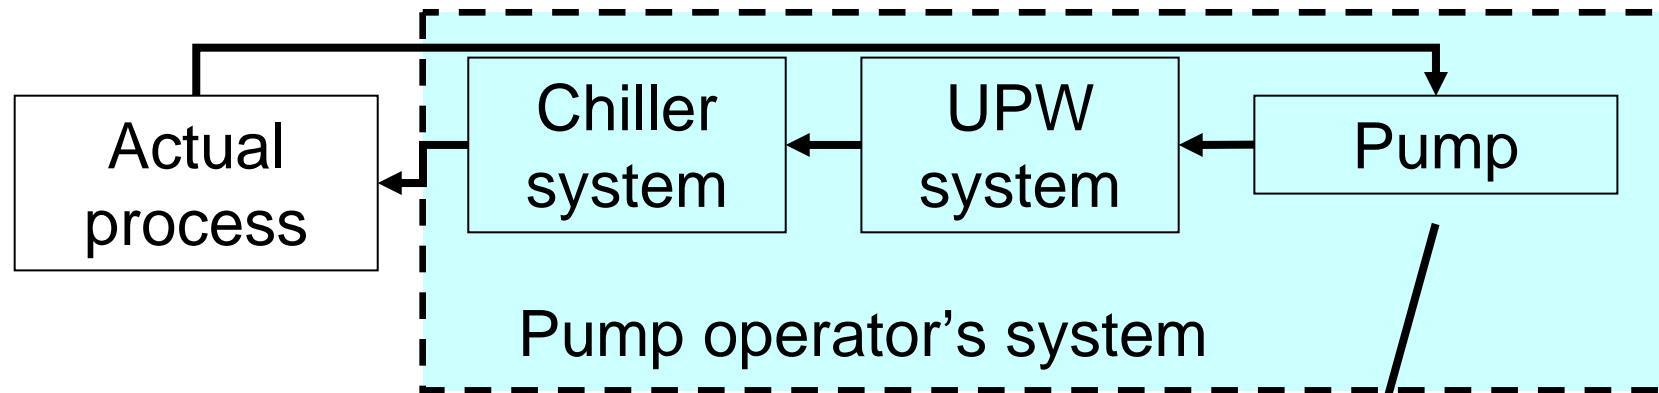 Actual
process
Chiller
system
UPW
system
Pump
Pump operator’s system